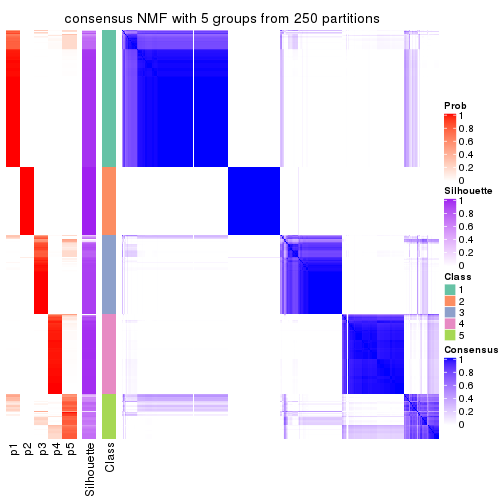 consensus NMF with 5 groups from 250 partitions
Prob
1
0.8
0.6
0.4
0.2
0
Silhouette
1
0.8
0.6
0.4
0.2
0
Class
1
2
3
4
5
Consensus
1
0.8
0.6
0.4
0.2
0
p1
p2
p3
p4
p5
Silhouette
Class